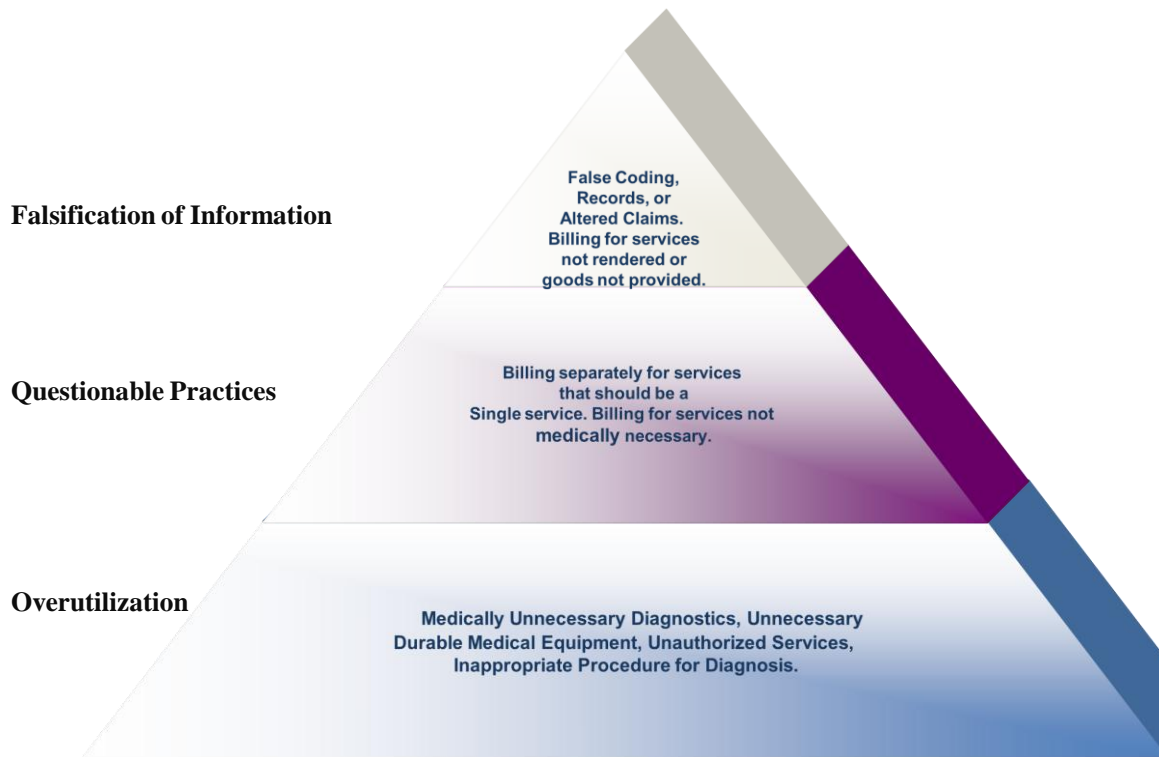 False Coding,
Records, or
Altered Claims.
Billing for services
not rendered or
goods not provided.
Falsification of Information
Billing separately for services
that should be a
Single service. Billing for services not
medically necessary.
Questionable Practices
Overutilization
Medically Unnecessary Diagnostics, Unnecessary
Durable Medical Equipment, Unauthorized Services,
Inappropriate Procedure for Diagnosis.